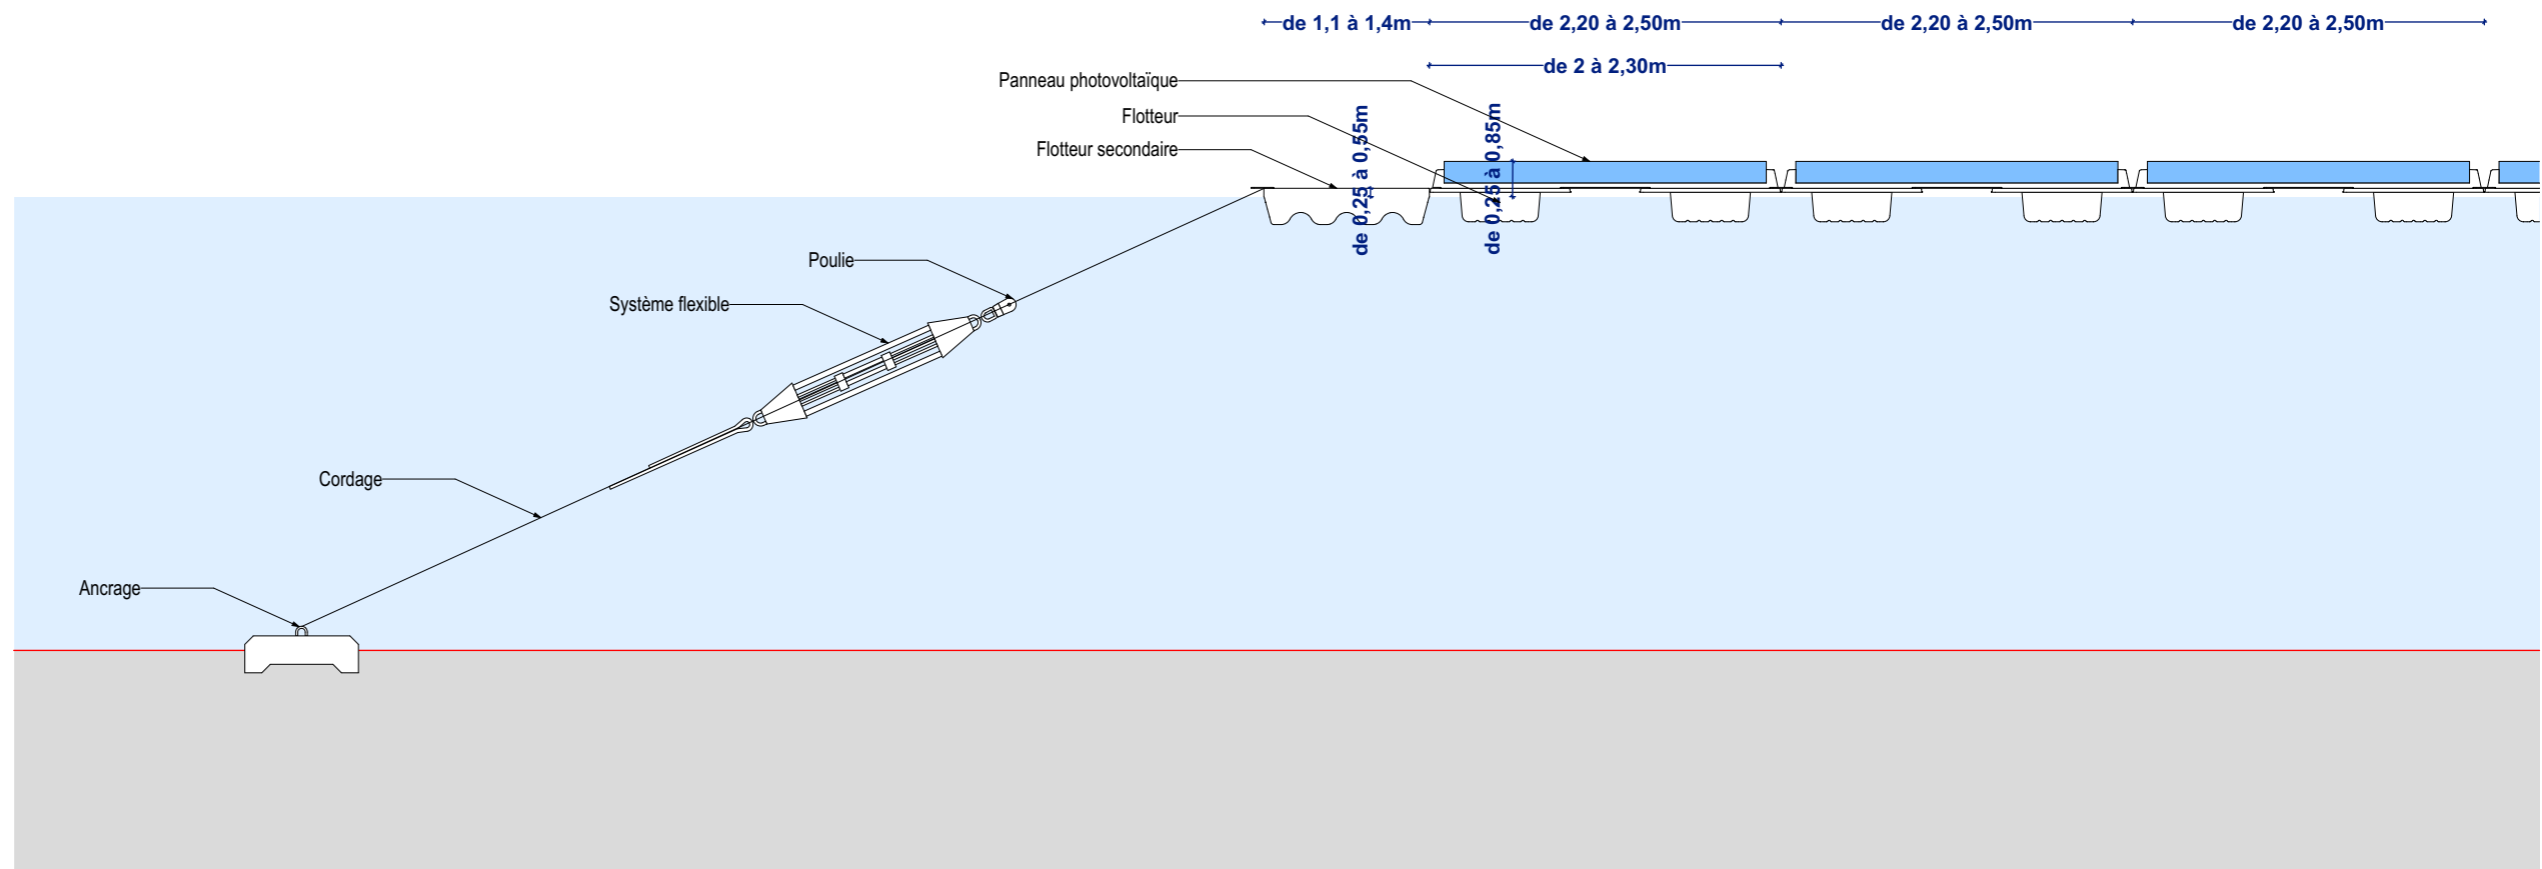 de 1,1 à 1,4m
de 2,20 à 2,50m
de 2,20 à 2,50m
de 2,20 à 2,50m
de 2 à 2,30m
Panneau photovoltaïque
Flotteur
Flotteur secondaire
de 0,25 à 0,55m
de 0,25 à 0,85m
Poulie
Système flexible
Cordage
Ancrage